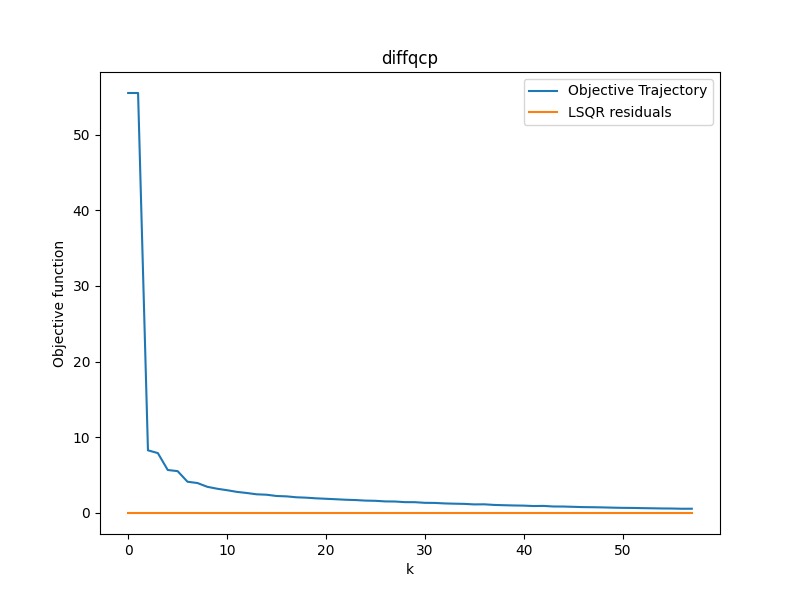 diffqcp
Objective Trajectory
LSQR residuals
Objective function
50
40
30
20
10
0
0 10 20 30 40 50
k